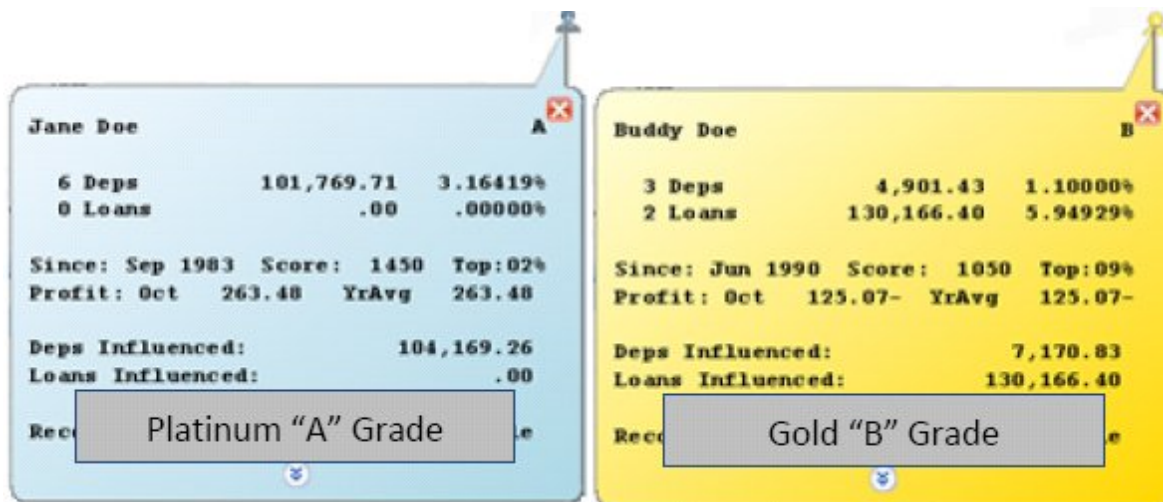 Jane Doe A
6 Deps 101,769.71 3.16419%
0 Loans .00 .00000%
Since: Sep 1983 Score: 1450 Top:02%
Profit: Oct 263.48 YrAvg 263.48
Deps Influenced: 104,169.26
Loans Influenced: .00
Platinum “A” Grade
Buddy Doe B
3 Deps 4,901.43 1.10000%
2 Loans 130,166.40 5.94929%
Since: Jun 1990 Score: 1050 Top:09%
Profit: Oct 125.07- YrAvg 125.07-
Deps Influenced: 7,170.83
Loans Influenced: 130,166.40
Gold “B” Grade